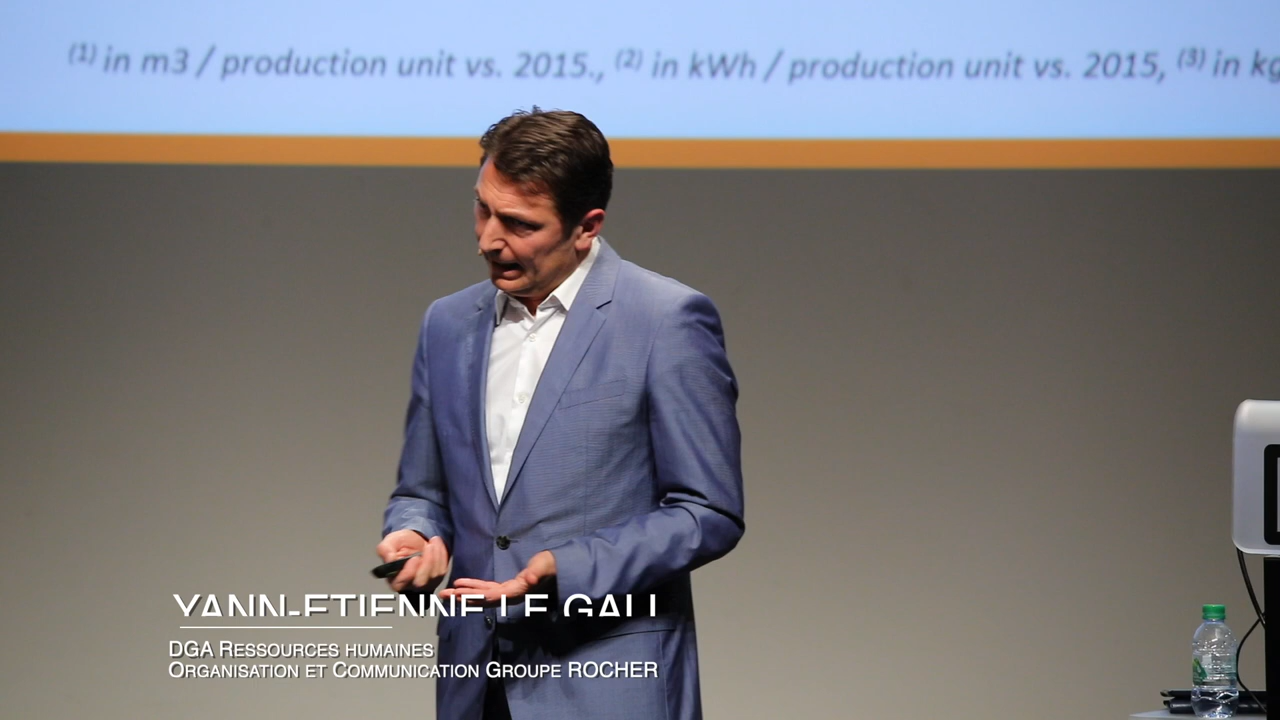 (1) in m3 / production unit vs. 2015., (2) in kWh / production unit vs. 2015, (3) in kg
YANN-ETIENNE LE GALL
DGA RESSOURCES HUMAINES
ORGANISATION ET COMMUNICATION GROUPE ROCHER